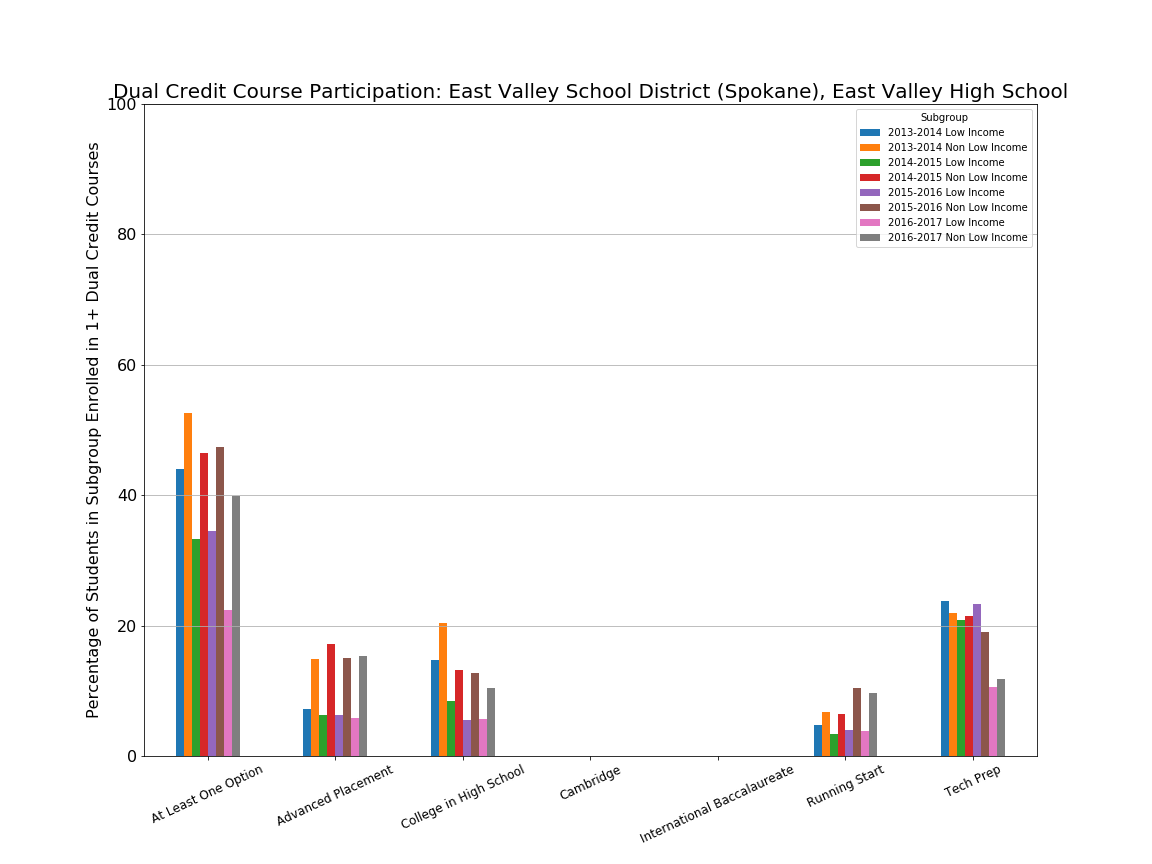 Dual Credit Course Participation: East Valley School District (Spokane), East Valley High School
Percentage of Students in Subgroup Enrolled in 1+ Dual Credit Courses
100
80
60
40
20
0
Subgroup
2013-2014 Low Income
2013-2014 Non Low Income
2014-2015 Low Income
2014-2015 Non Low Income
2015-2016 Low Income
2015-2016 Non Low Income
2016-2017 Low Income
2016-2017 Non Low Income
At Least One Option
Advanced Placement
College in High School
Cambridge
International Baccalaureate
Running Start
Tech Prep